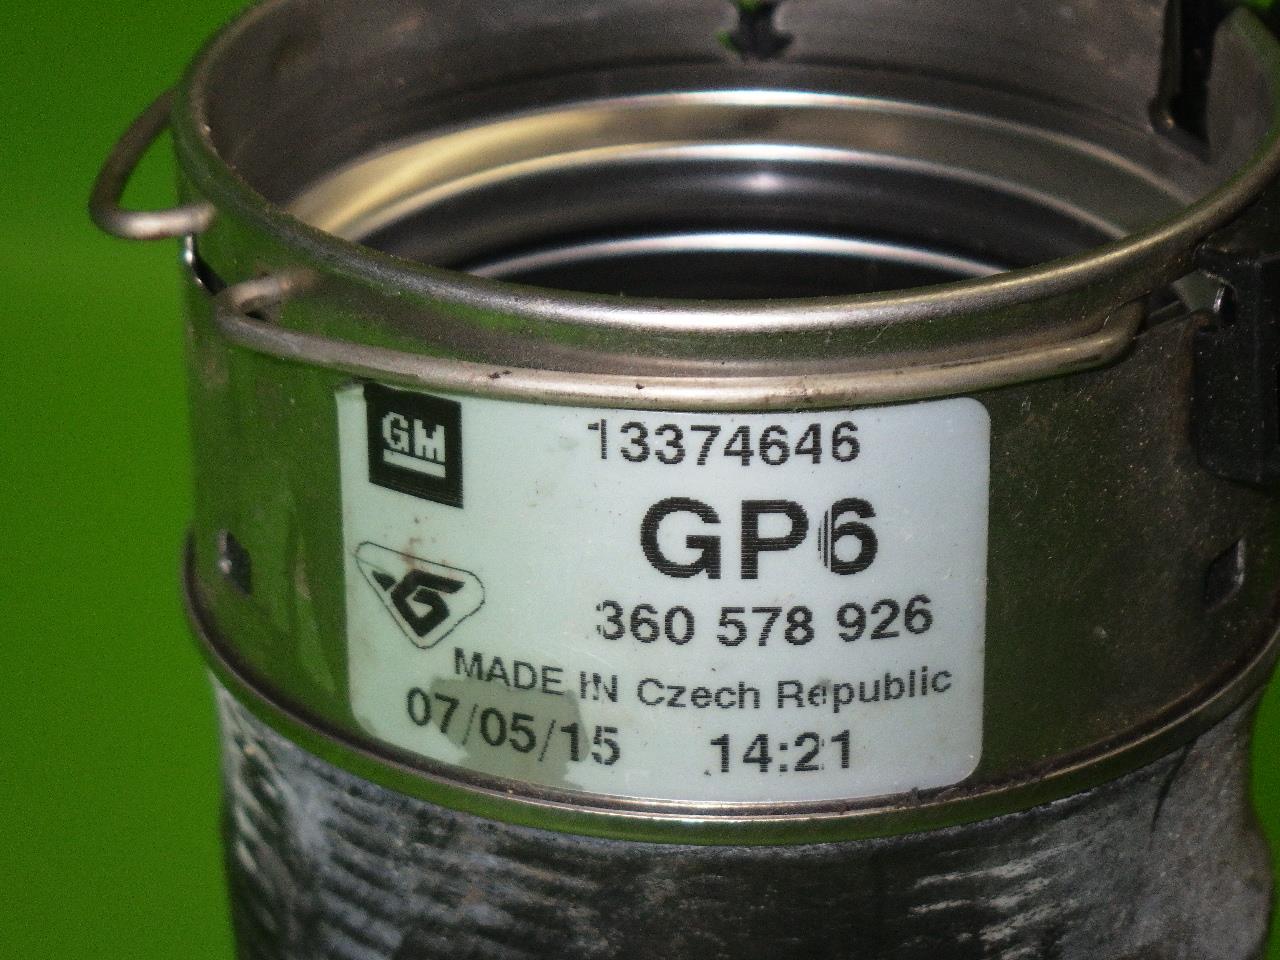 GM
13374646
GP6
G
360 578 926
MADE IN Czech Republic
07/05/15 14:21